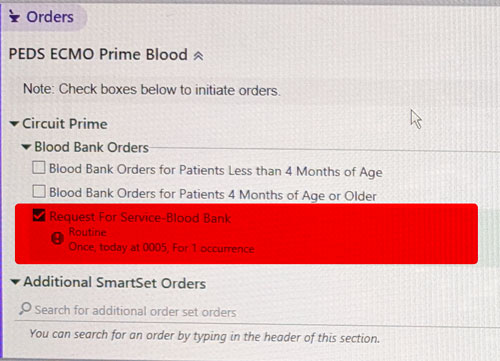 Orders
PEDS ECMO Prime Blood
Note: Check boxes below to initiate orders.
Circuit Prime
Blood Bank Orders
Blood Bank Orders for Patients Less than 4 Months of Age
Blood Bank Orders for Patients 4 Months of Age or Older
Request For Service-Blood Bank
Routine
Once, today at 0005, For 1 occurrence
Additional SmartSet Orders
Search for additional order set orders
You can search for an order by typing in the header of this section.